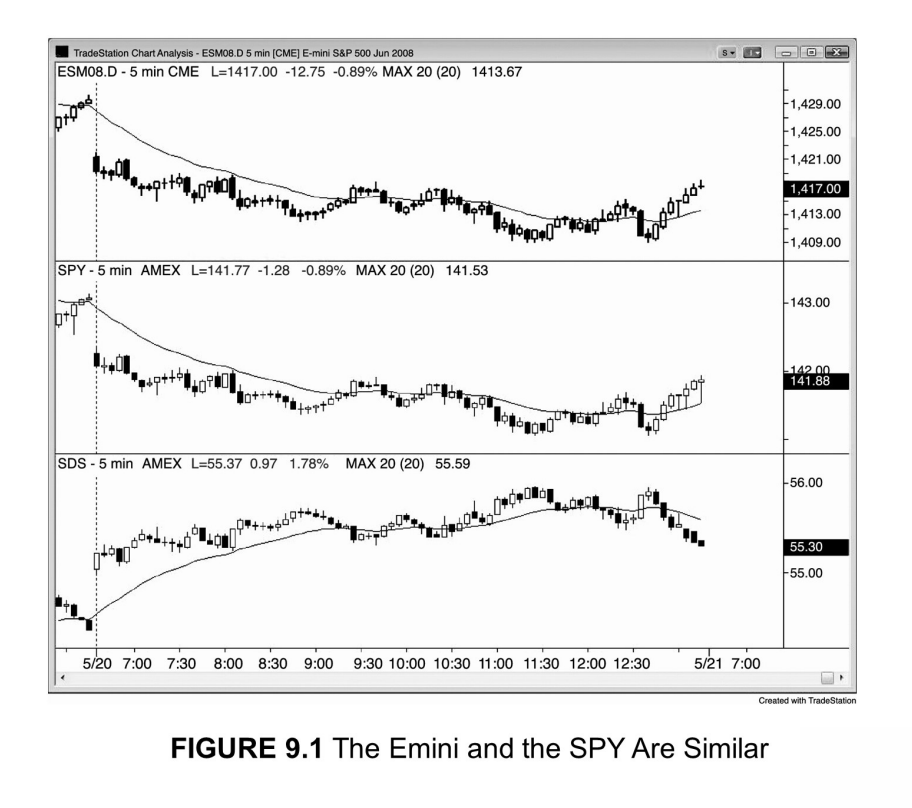 TradeStation Chart Analysis - ESM08.D 5 min [CME] E-mini S&P 500 Jun 2008
S
ESM08.D - 5 min CME L=1417.00 -12.75 -0.89% MAX 20 (20) 1413.67
1,429.00
1,425.00
1,421.00
1,417.00
1,413.00
1,409.00
SPY - 5 min AMEX L=141.77 -1.28 -0.89% MAX 20 (20) 141.53
143.00
142.00
141.88
SDS - 5 min AMEX L=55.37 0.97 1.78% MAX 20 (20) 55.59
56.00
55.30
55.00
5/20 7:00 7:30 8:00 8:30 9:00 9:30 10:00 10:30 11:00 11:30 12:00 12:30 5/21 7:00
Created with TradeStation
FIGURE 9.1 The Emini and the SPY Are Similar